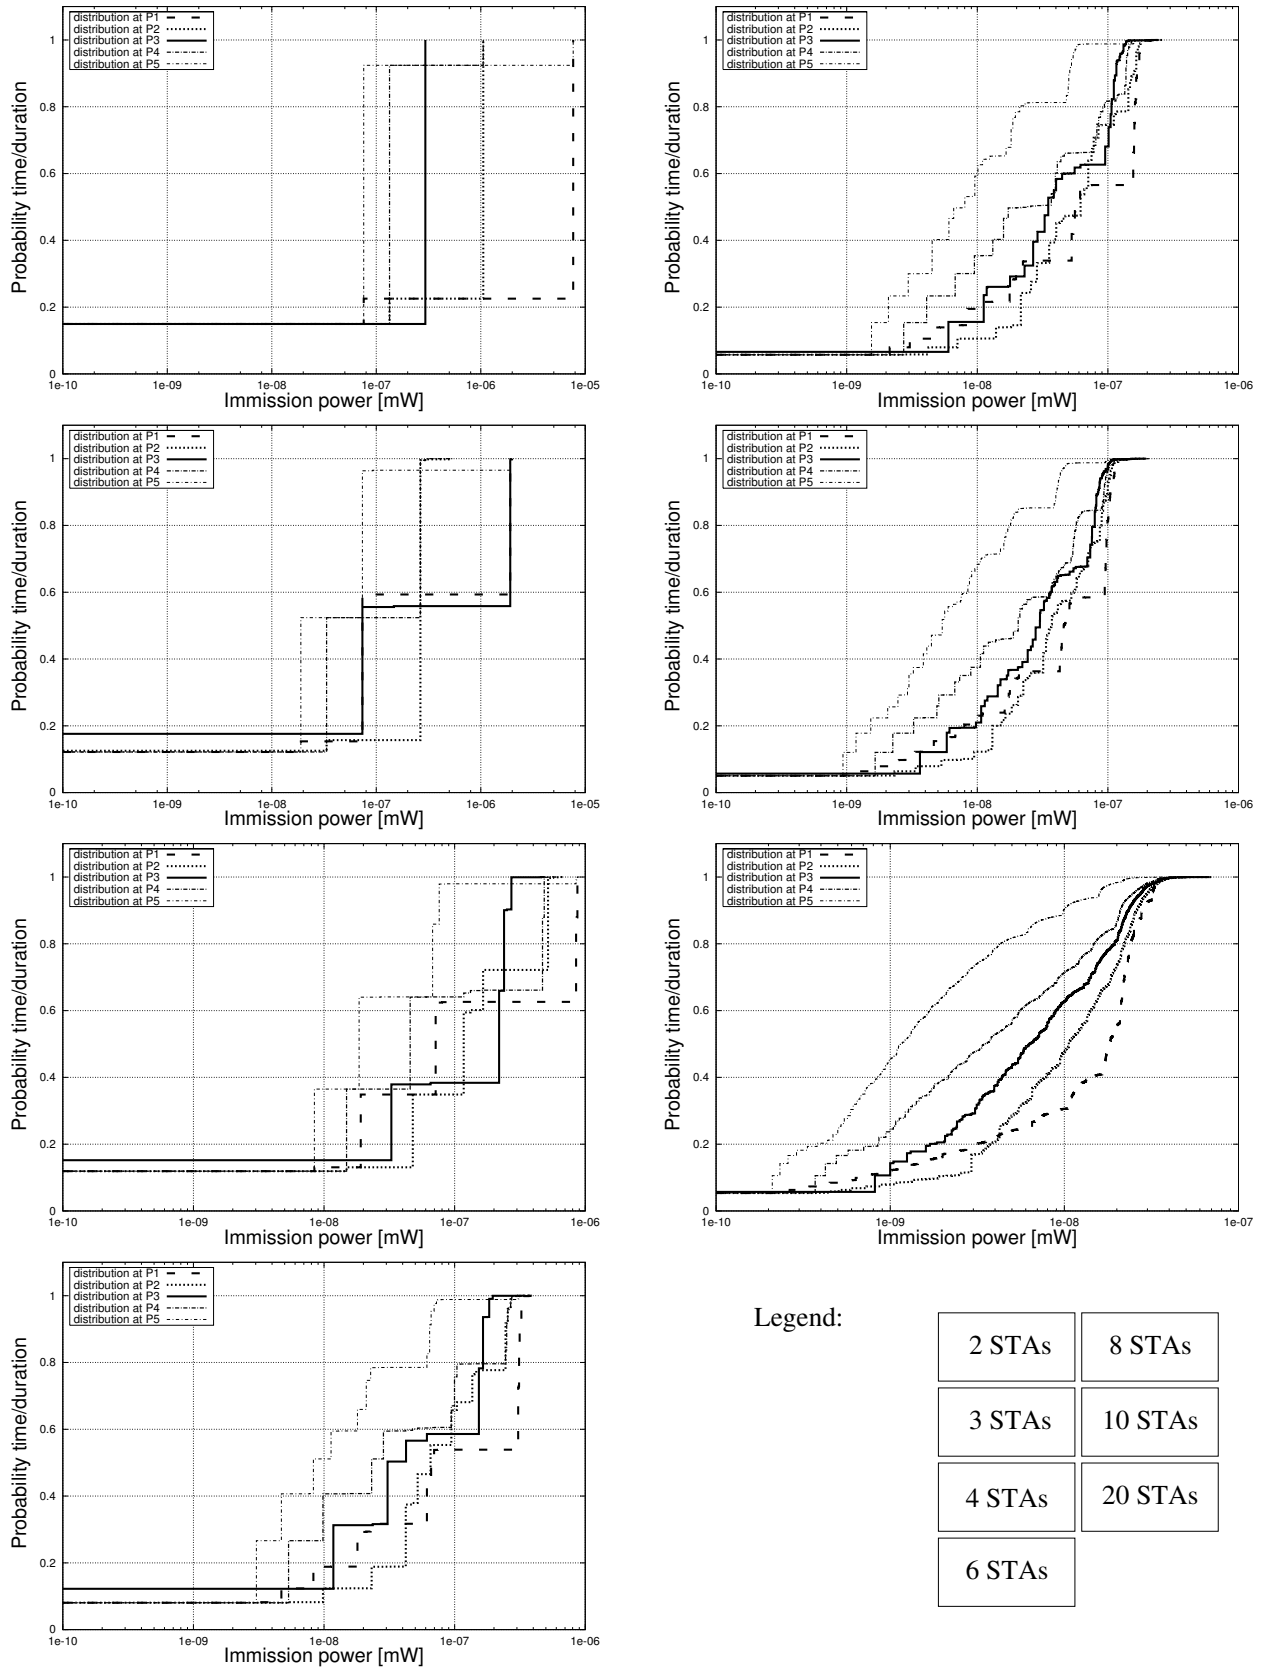 distribution at P1
distribution at P2
distribution at P3
distribution at P4
distribution at P5
Probability time/duration
1
0.8
0.6
0.4
0.2
0
1e-10 1e-09 1e-08 1e-07 1e-06 1e-05
Immission power [mW]
distribution at P1
distribution at P2
distribution at P3
distribution at P4
distribution at P5
Probability time/duration
1
0.8
0.6
0.4
0.2
0
1e-10 1e-09 1e-08 1e-07 1e-06
Immission power [mW]
distribution at P1
distribution at P2
distribution at P3
distribution at P4
distribution at P5
Probability time/duration
1
0.8
0.6
0.4
0.2
0
1e-10 1e-09 1e-08 1e-07 1e-06 1e-05
Immission power [mW]
distribution at P1
distribution at P2
distribution at P3
distribution at P4
distribution at P5
Probability time/duration
1
0.8
0.6
0.4
0.2
0
1e-10 1e-09 1e-08 1e-07 1e-06
Immission power [mW]
distribution at P1
distribution at P2
distribution at P3
distribution at P4
distribution at P5
Probability time/duration
1
0.8
0.6
0.4
0.2
0
1e-10 1e-09 1e-08 1e-07 1e-06
Immission power [mW]
distribution at P1
distribution at P2
distribution at P3
distribution at P4
distribution at P5
Probability time/duration
1
0.8
0.6
0.4
0.2
0
1e-10 1e-09 1e-08 1e-07
Immission power [mW]
distribution at P1
distribution at P2
distribution at P3
distribution at P4
distribution at P5
Probability time/duration
1
0.8
0.6
0.4
0.2
0
1e-10 1e-09 1e-08 1e-07 1e-06
Immission power [mW]
Legend:
2 STAs 8 STAs
3 STAs 10 STAs
4 STAs 20 STAs
6 STAs